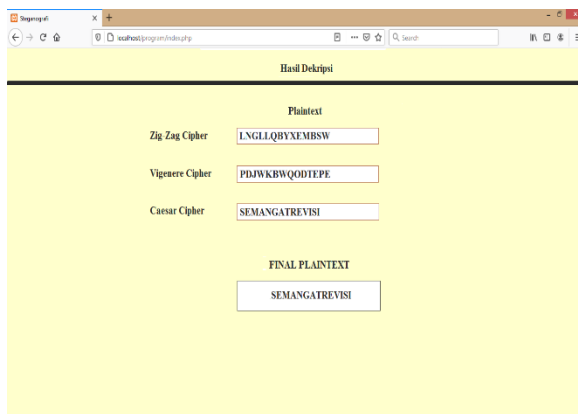 Steganografi
localhost/program/index.php
Search
Hasil Dekripsi
Plaintext
Zig-Zag Cipher LNGLLQBYXEMBSW
Vigenere Cipher PDJWKBWQODTEPE
Caesar Cipher SEMANGATREVISI
FINAL PLAINTEXT
SEMANGATREVISI